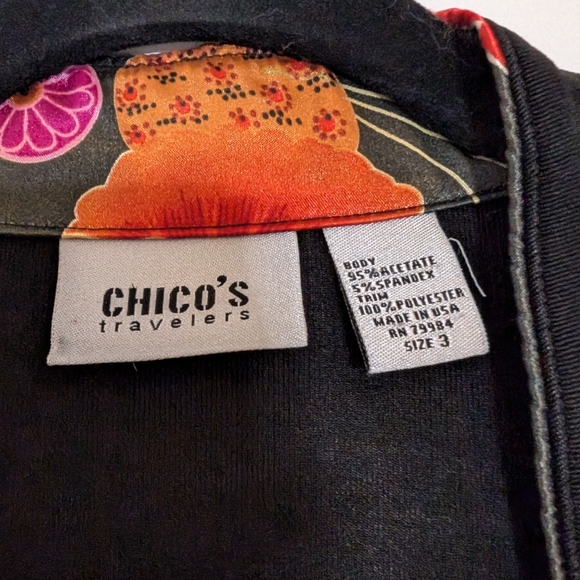 CHICO'S
travelers
BODY
95% ACETATE
5% SPANDEX
TRIM
100% POLYESTER
MADE IN USA
RN 79984
SIZE 3